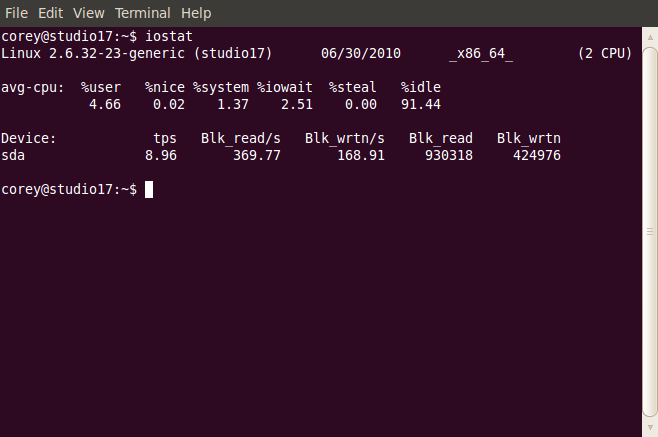 File Edit View Terminal Help
corey@studio17:~$ iostat
Linux 2.6.32-23-generic (studio17) 06/30/2010 _x86_64_ (2 CPU)
avg-cpu: %user %nice %system %iowait %steal %idle
4.66 0.02 1.37 2.51 0.00 91.44
Device: tps Blk_read/s Blk_wrtn/s Blk_read Blk_wrtn
sda 8.96 369.77 168.91 930318 424976
corey@studio17:~$